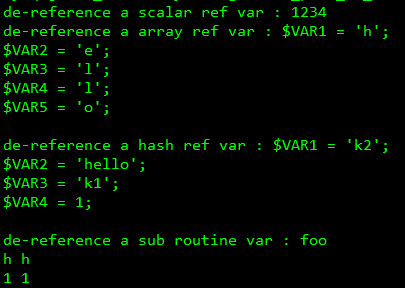 de-reference a scalar ref var : 1234
de-reference a array ref var : $VAR1 = 'h';
$VAR2 = 'e';
$VAR3 = 'l';
$VAR4 = 'l';
$VAR5 = 'o';
de-reference a hash ref var : $VAR1 = 'k2';
$VAR2 = 'hello';
$VAR3 = 'k1';
$VAR4 = 1;
de-reference a sub routine var : foo
h h
1 1